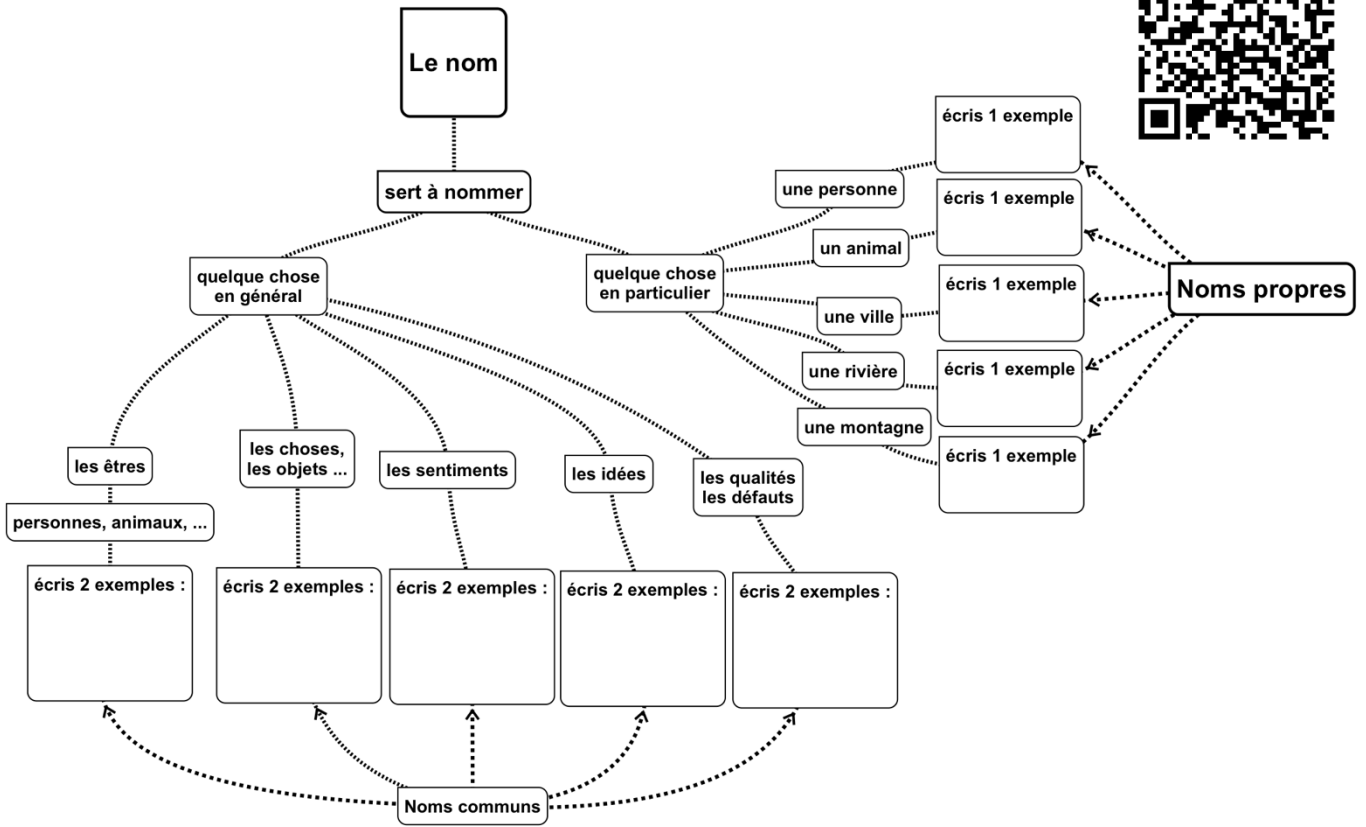 Le nom
sert à nommer
quelque chose
en général
quelque chose
en particulier
une personne
un animal
une ville
une rivière
une montagne
écris 1 exemple
écris 1 exemple
écris 1 exemple
écris 1 exemple
écris 1 exemple
Noms propres
les êtres
personnes, animaux, ...
les choses,
les objets ...
les sentiments
les idées
les qualités
les défauts
écris 2 exemples :
écris 2 exemples :
écris 2 exemples :
écris 2 exemples :
écris 2 exemples :
Noms communs